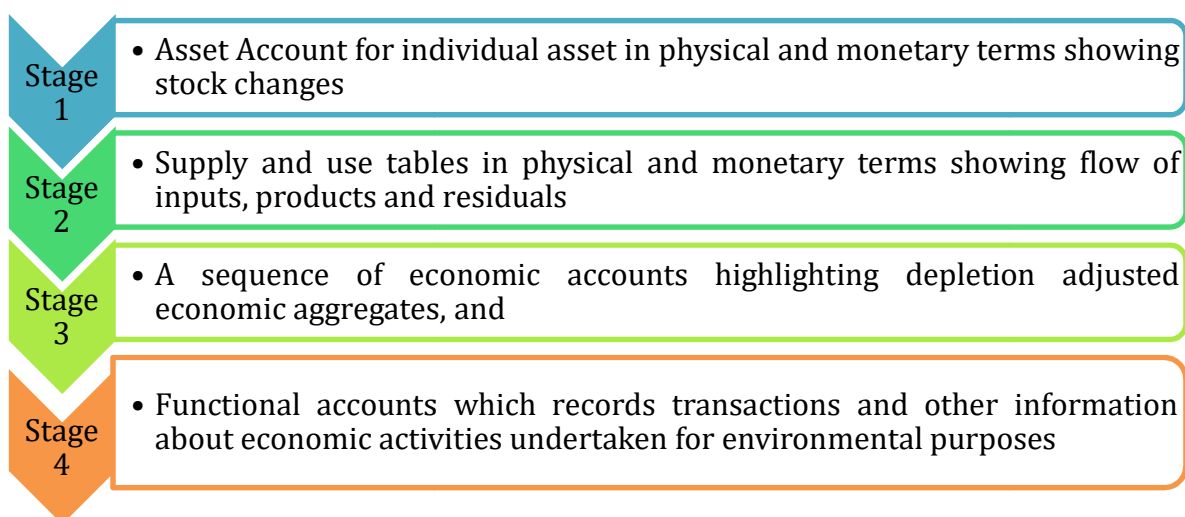 Stage
1
• Asset Account for individual asset in physical and monetary terms showing
stock changes
Stage
2
• Supply and use tables in physical and monetary terms showing flow of
inputs, products and residuals
Stage
3
• A sequence of economic accounts highlighting depletion adjusted
economic aggregates, and
Stage
4
• Functional accounts which records transactions and other information
about economic activities undertaken for environmental purposes